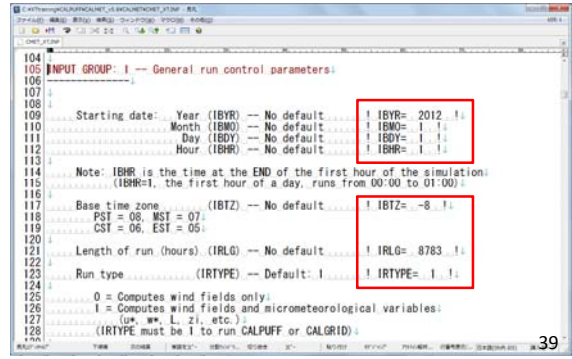 104
105 INPUT GROUP: 1 -- General run control parameters
106 --------------
107
108
109 Starting date: Year (IBYR) -- No default ! IBYR= 2012 !
110 Month (IBMO) -- No default ! IBMO= 1 !
111 Day (IBDY) -- No default ! IBDY= 1 !
112 Hour (IBHR) -- No default ! IBHR= 1 !
113
114 Note: IBHR is the time at the END of the first hour of the simulation
115 (IBHR=1, the first hour of a day, runs from 00:00 to 01:00)
116
117 Base time zone (IBTZ) -- No default ! IBTZ= -8 !
118 PST = 08, MST = 07
119 CST = 06, EST = 05
120
121 Length of run (hours) (IRLG) -- No default ! IRLG= 8783 !
122
123 Run type (IRTYPE) -- Default: 1 ! IRTYPE= 1 !
124
125 0 = Computes wind fields only
126 1 = Computes wind fields and micrometeorological variables
127 (u*, w*, L, zi, etc.)
128 (IRTYPE must be 1 to run CALPUFF or CALGRID)
39